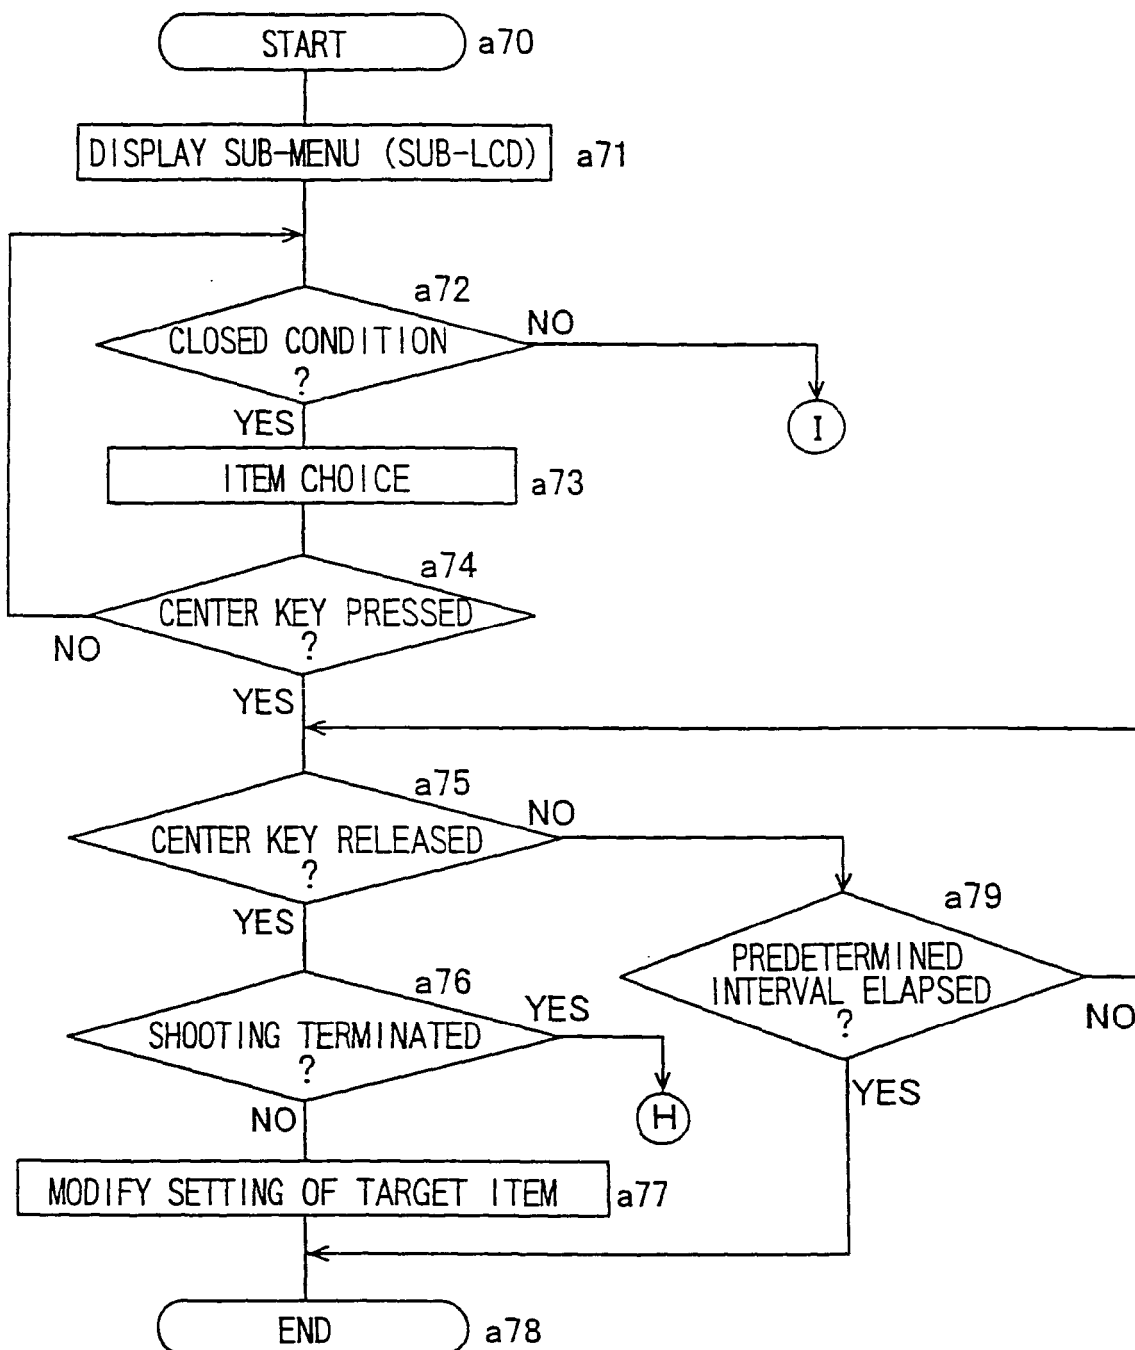 START a70
DISPLAY SUB-MENU (SUB-LCD) a71
a72
CLOSED CONDITION
?
NO
YES
I
ITEM CHOICE a73
a74
CENTER KEY PRESSED
?
NO
YES
a75
CENTER KEY RELEASED
?
NO
YES
a79
PREDETERMINED
INTERVAL ELAPSED
?
NO
YES
a76
SHOOTING TERMINATED
?
YES
H
NO
MODIFY SETTING OF TARGET ITEM a77
END a78